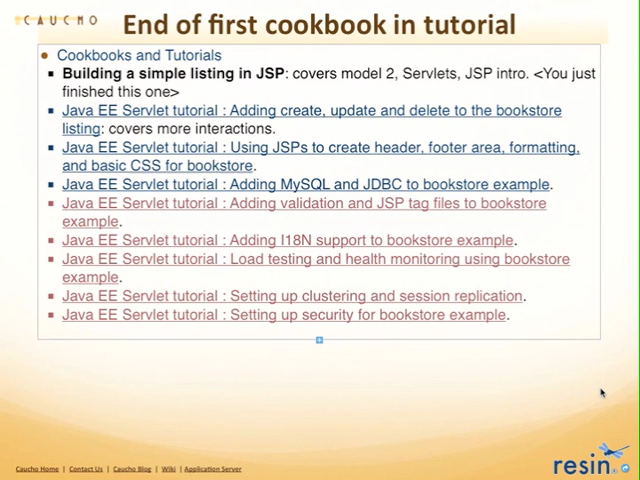 CAUCHO
End of first cookbook in tutorial
Cookbooks and Tutorials
Building a simple listing in JSP: covers model 2, Servlets, JSP intro. <You just
finished this one>
Java EE Servlet tutorial : Adding create, update and delete to the bookstore
listing: covers more interactions.
Java EE Servlet tutorial : Using JSPs to create header, footer area, formatting,
and basic CSS for bookstore.
Java EE Servlet tutorial : Adding MySQL and JDBC to bookstore example.
Java EE Servlet tutorial : Adding validation and JSP tag files to bookstore
example.
Java EE Servlet tutorial : Adding I18N support to bookstore example.
Java EE Servlet tutorial : Load testing and health monitoring using bookstore
example.
Java EE Servlet tutorial : Setting up clustering and session replication.
Java EE Servlet tutorial : Setting up security for bookstore example.
Caucho Home | Contact Us | Caucho Blog | Wiki | Application Server
resin